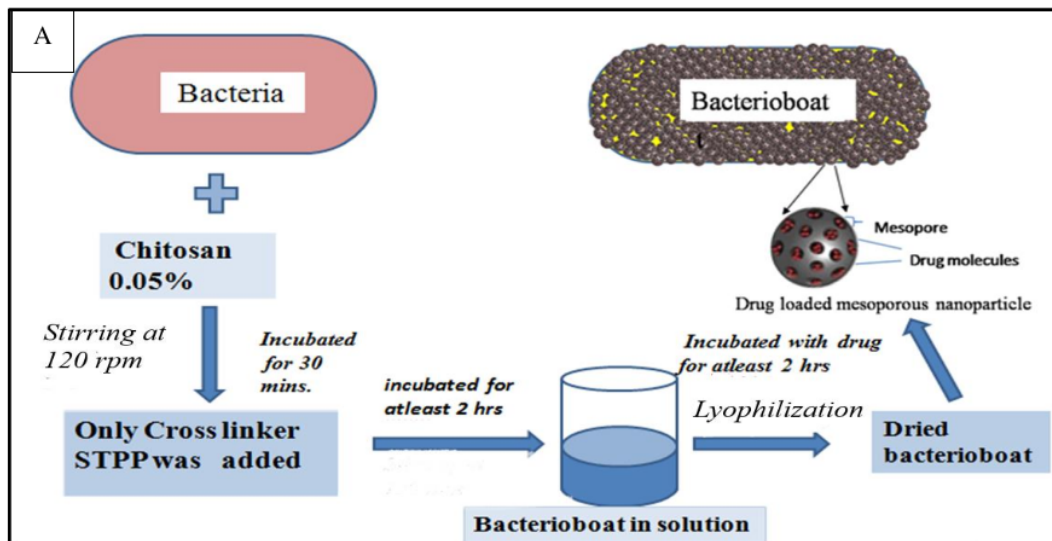 A
Bacteria
Chitosan
0.05%
Stirring at
120 rpm
Incubated
for 30
mins.
Only Cross linker
STPP was added
incubated for
atleast 2 hrs
Bacterioboat in solution
Incubated with drug
for atleast 2 hrs
Lyophilization
Dried
bacterioboat
Bacterioboat
Mesopore
Drug molecules
Drug loaded mesoporous nanoparticle